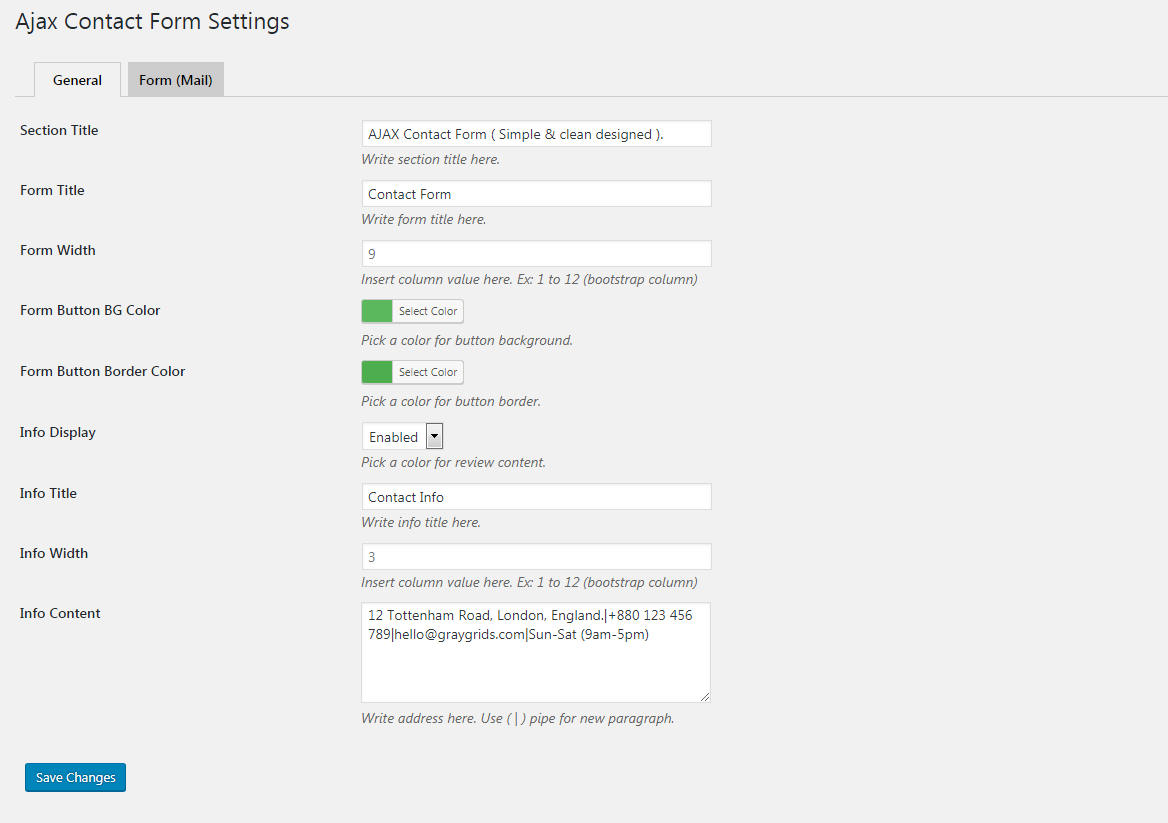 Ajax Contact Form Settings
General
Form (Mail)
Section Title
AJAX Contact Form ( Simple & clean designed ).
Write section title here.
Form Title
Contact Form
Write form title here.
Form Width
9
Insert column value here. Ex: 1 to 12 (bootstrap column)
Form Button BG Color
Select Color
Pick a color for button background.
Form Button Border Color
Select Color
Pick a color for button border.
Info Display
Enabled
Pick a color for review content.
Info Title
Contact Info
Write info title here.
Info Width
3
Insert column value here. Ex: 1 to 12 (bootstrap column)
Info Content
12 Tottenham Road, London, England.|+880 123 456
789|hello@graygrids.com|Sun-Sat (9am-5pm)
Write address here. Use ( | ) pipe for new paragraph.
Save Changes